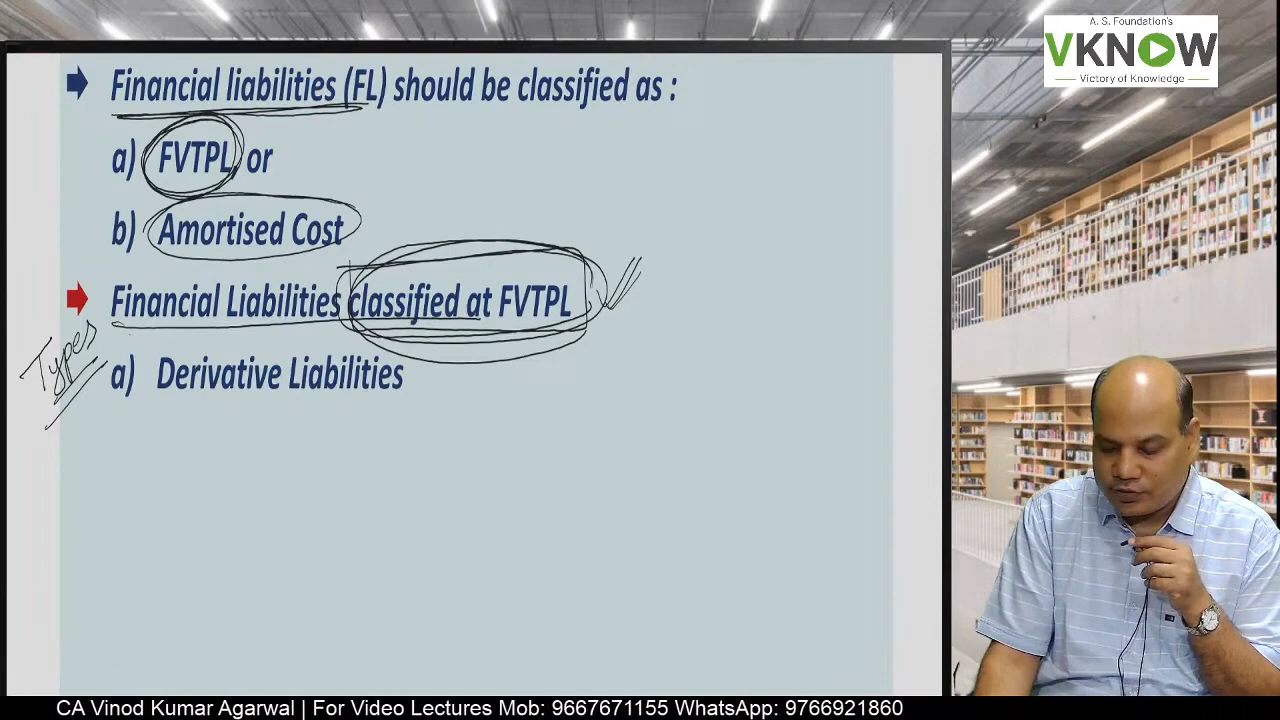 A. S. Foundation's
VKNOW
Victory of Knowledge
Financial liabilities (FL) should be classified as :
a) FVTPL or
b) Amortised Cost
Financial Liabilities classified at FVTPL
Types
a) Derivative Liabilities
CA Vinod Kumar Agarwal | For Video Lectures Mob: 9667671155 WhatsApp: 9766921860